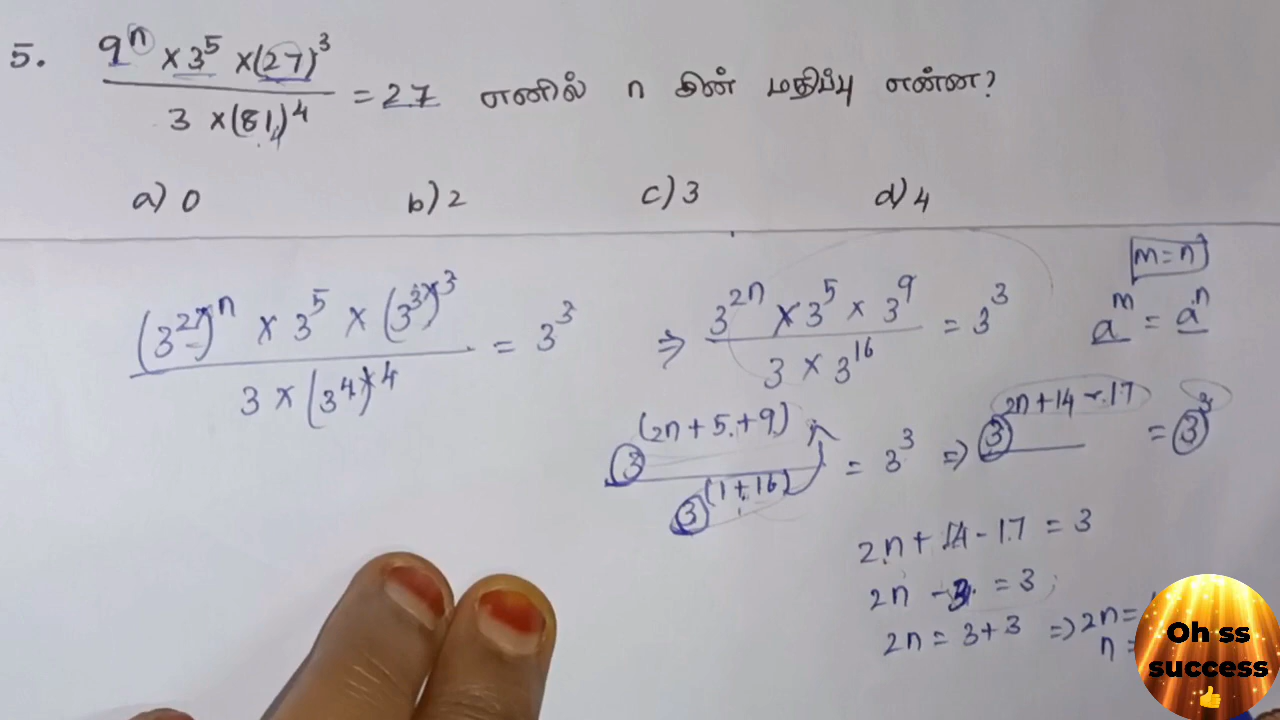 5. 9ⁿ × 3⁵ × (27)³ / 3 × (81)⁴ = 27 எனில் n இன் மதிப்பு என்ன?
a) 0 b) 2 c) 3 d) 4
(3²ˣ)ⁿ × 3⁵ × (3³ˣ)³ / 3 × (3⁴ˣ)⁴ = 3³ ⇒ 3²ⁿ × 3⁵ × 3⁹ / 3 × 3¹⁶ = 3³
m = n
aᵐ = aⁿ
3^(2n + 5 + 9) / 3^(1 + 16) = 3³ ⇒ 3^(2n + 14 - 17) = 3³
2n + 14 - 17 = 3
2n - 3 = 3
2n = 3 + 3 ⇒ 2n =
n =
Oh ss
success